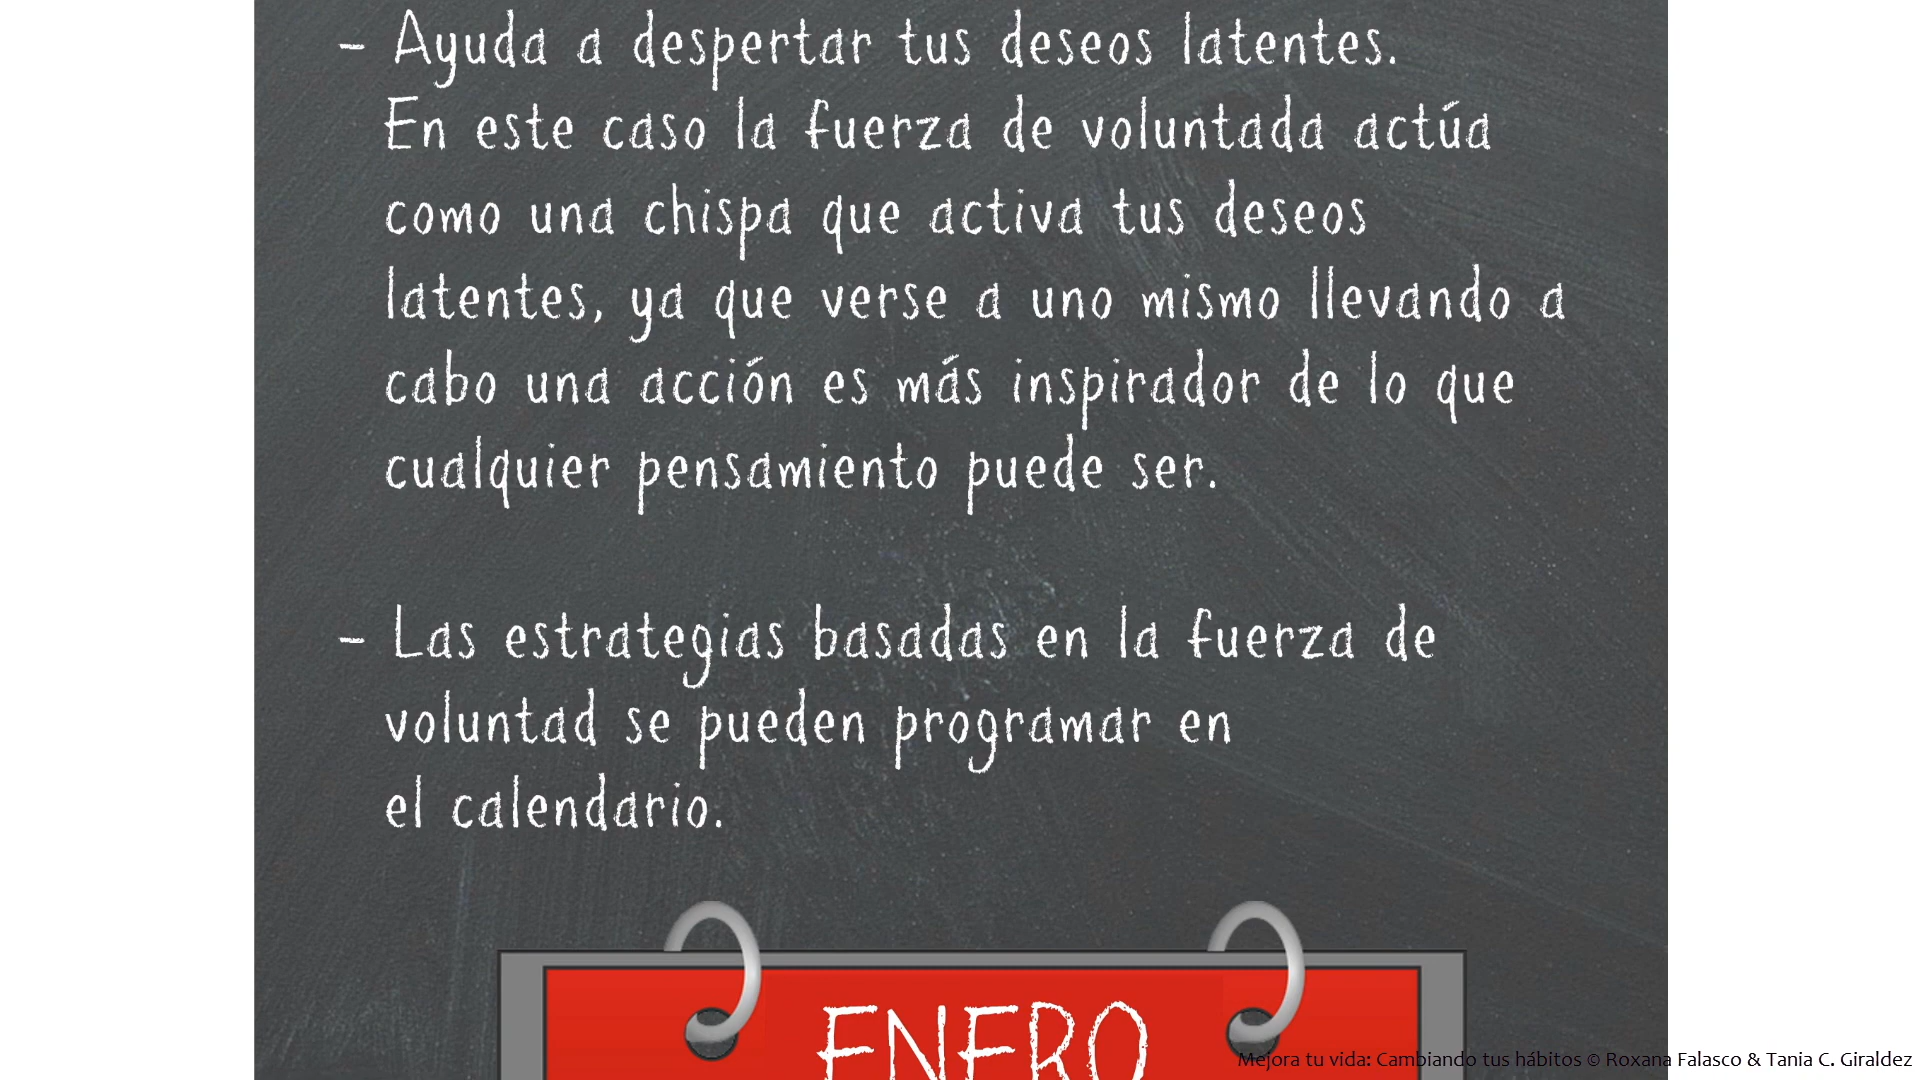 - Ayuda a despertar tus deseos latentes.
En este caso la fuerza de voluntada actúa
como una chispa que activa tus deseos
latentes, ya que verse a uno mismo llevando a
cabo una acción es más inspirador de lo que
cualquier pensamiento puede ser.
- Las estrategias basadas en la fuerza de
voluntad se pueden programar en
el calendario.
ENERO
Mejora tu vida: Cambiando tus hábitos © Roxana Falasco & Tania C. Giraldez